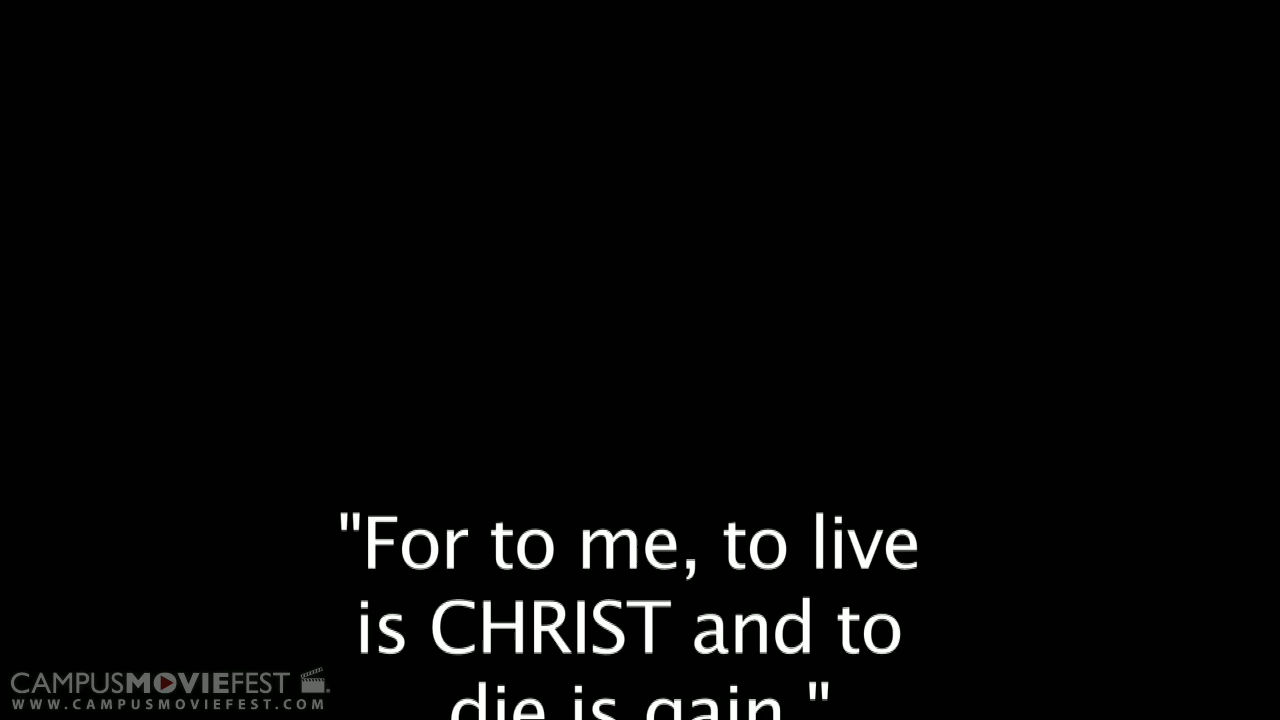 "For to me, to live
is CHRIST and to
die is gain."
CAMPUSMOVIEFEST
WWW.CAMPUSMOVIEFEST.COM